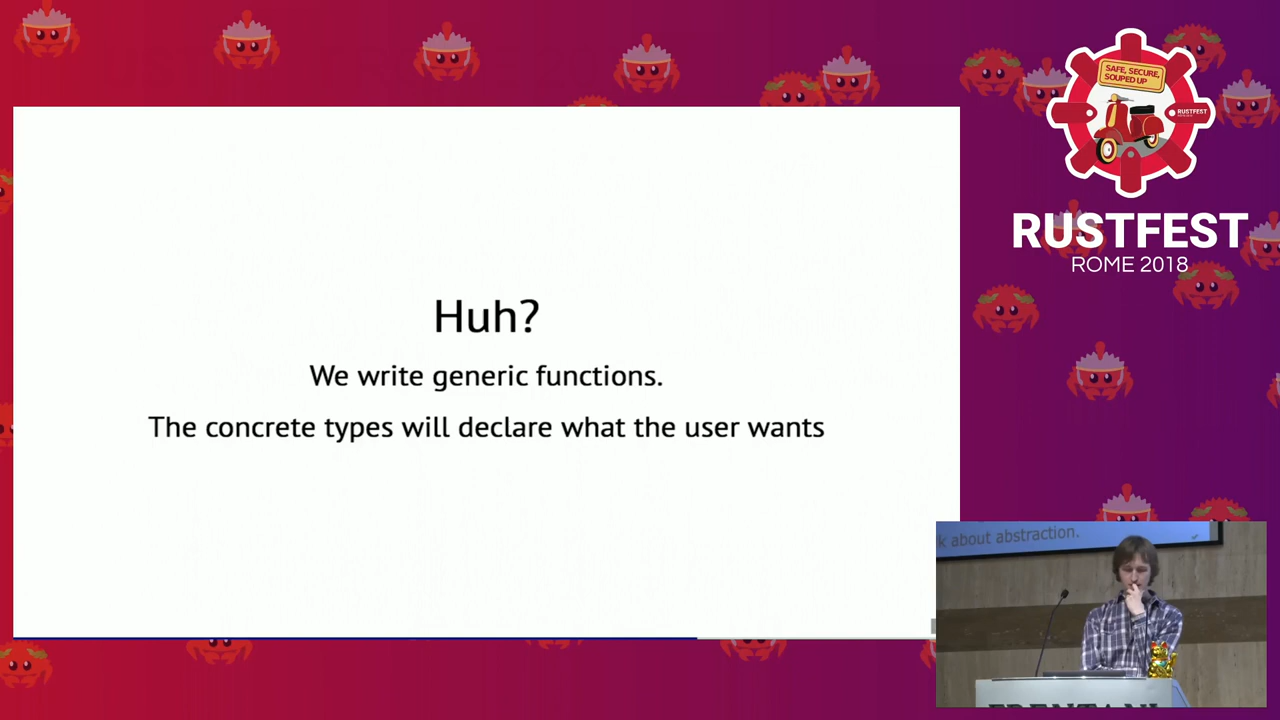 SAFE, SECURE,
SOUPED UP
RUSTFEST
RUSTFEST
ROME 2018
Huh?
We write generic functions.
The concrete types will declare what the user wants
about abstraction.